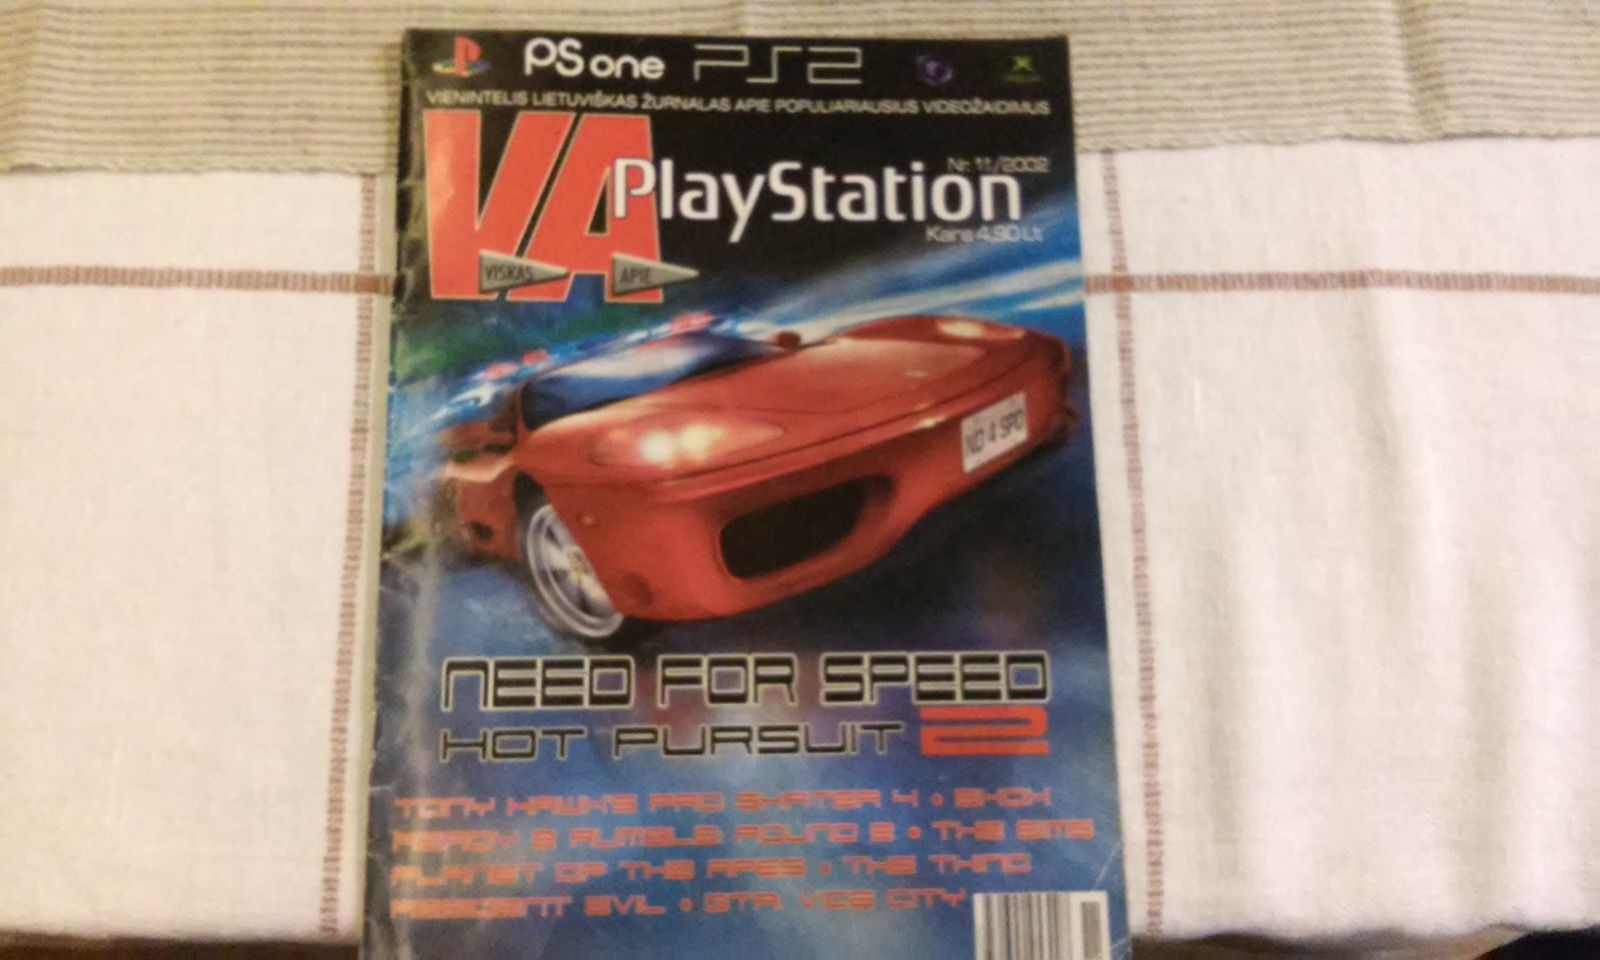 PS one PS2
VIENINTELIS LIETUVIŠKAS ŽURNALAS APIE POPULIARIAUSIUS VIDEOŽAIDIMUS
VA
Nr. 11/2002
PlayStation
Kaina 4,90 Lt
VISKAS APIE
ND 4 SPD
NEED FOR SPEED
HOT PURSUIT 2
TONY HAWK'S PRO SKATER 4 • SHOX
READY 2 RUMBLE: ROUND 2 • THE SIMS
PLANET OF THE APES • THE THING
RESIDENT EVIL • GTA: VICE CITY